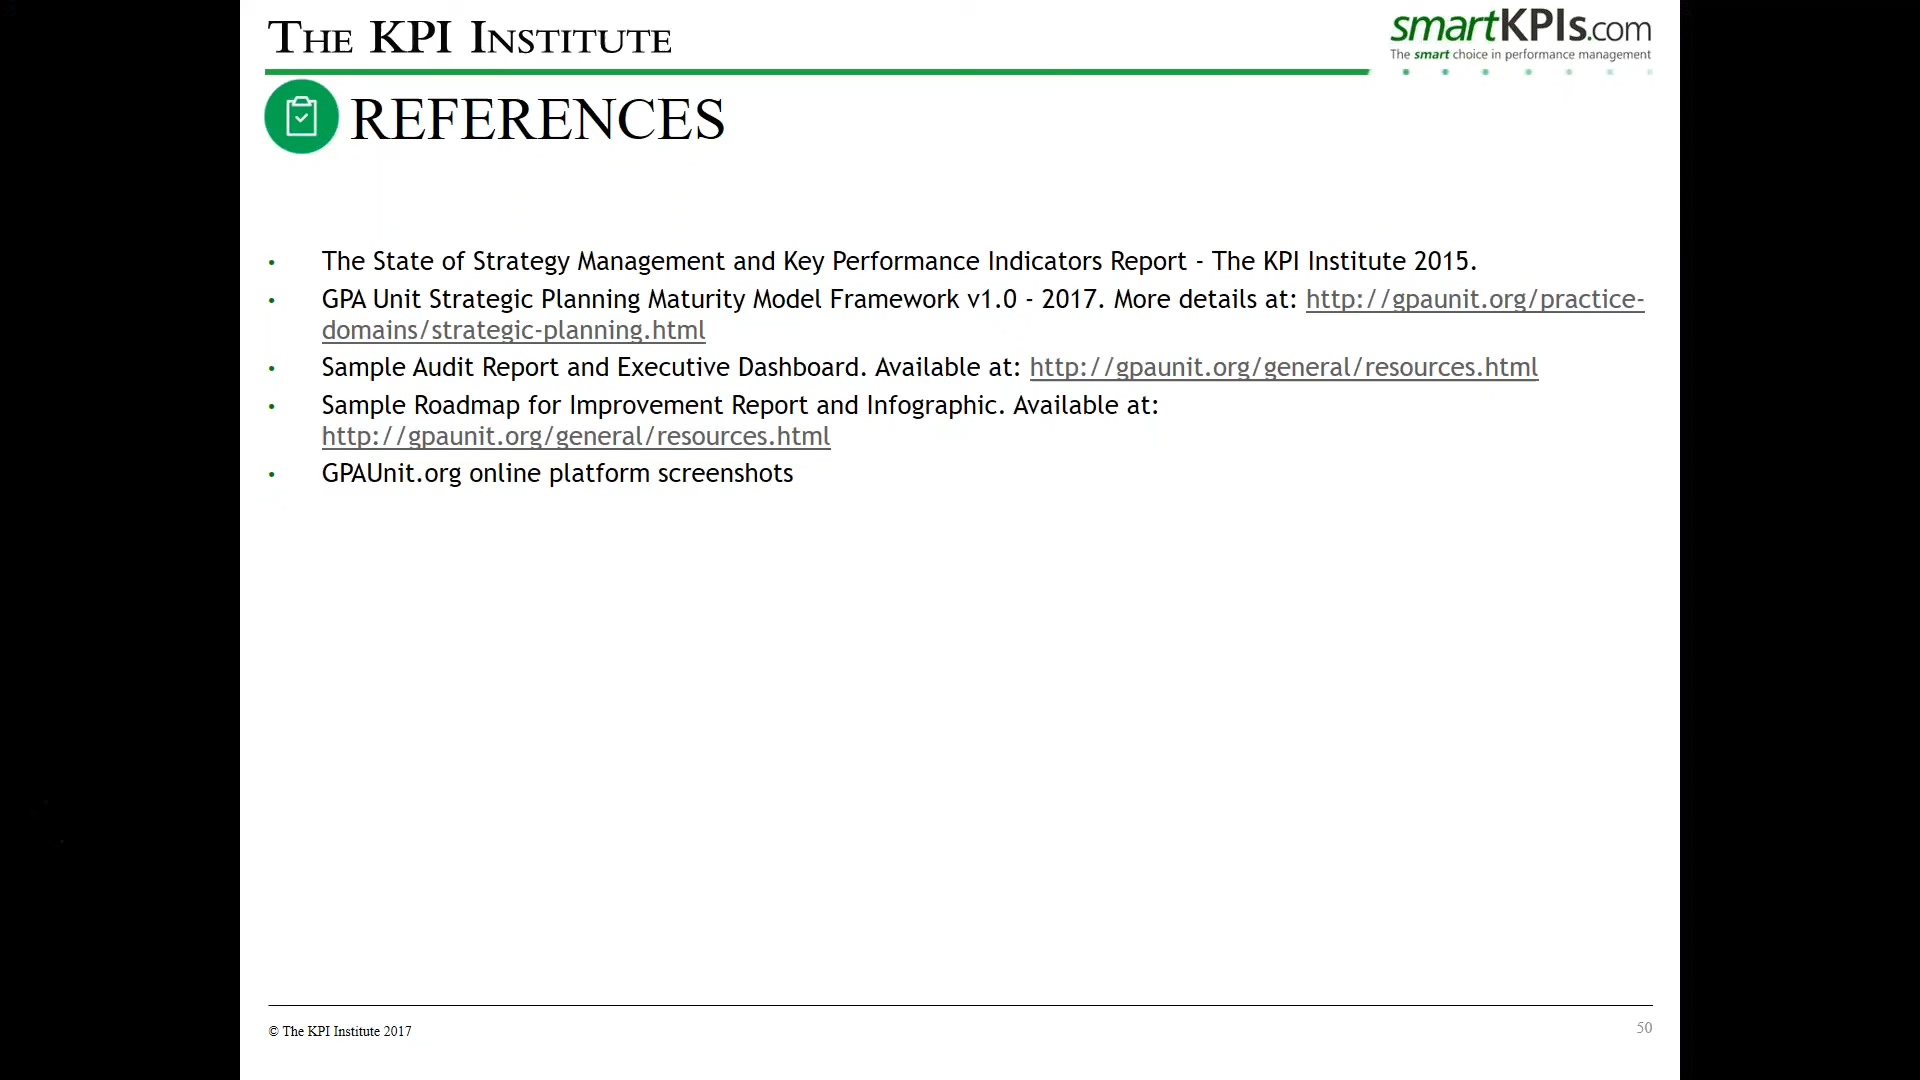 THE KPI INSTITUTE
smartKPIs.com
The smart choice in performance management
REFERENCES
• The State of Strategy Management and Key Performance Indicators Report - The KPI Institute 2015.
• GPA Unit Strategic Planning Maturity Model Framework v1.0 - 2017. More details at: http://gpaunit.org/practice-
domains/strategic-planning.html
• Sample Audit Report and Executive Dashboard. Available at: http://gpaunit.org/general/resources.html
• Sample Roadmap for Improvement Report and Infographic. Available at:
http://gpaunit.org/general/resources.html
• GPAUnit.org online platform screenshots
© The KPI Institute 2017
50